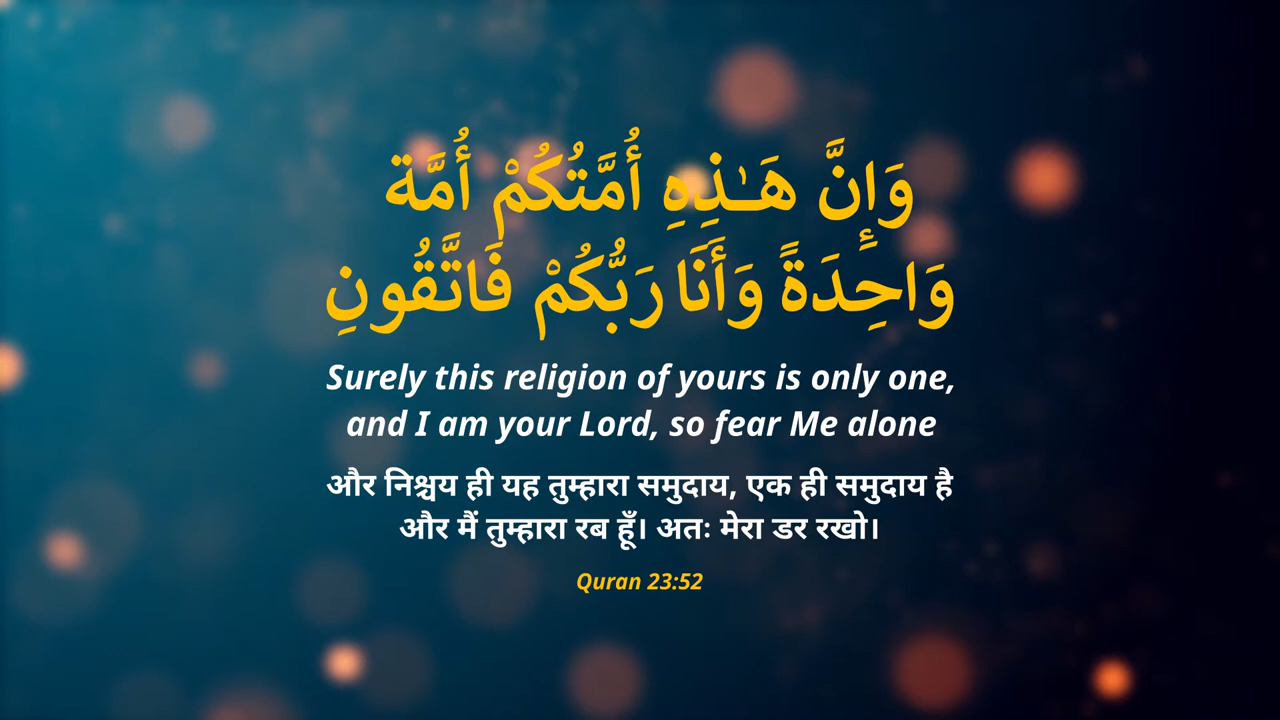 وَإِنَّ هَـٰذِهِ أُمَّتُكُمْ أُمَّة
وَاحِدَةً وَأَنَا رَبُّكُمْ فَاتَّقُونِ
Surely this religion of yours is only one,
and I am your Lord, so fear Me alone
और निश्चय ही यह तुम्हारा समुदाय, एक ही समुदाय है
और मैं तुम्हारा रब हूँ। अतः मेरा डर रखो।
Quran 23:52